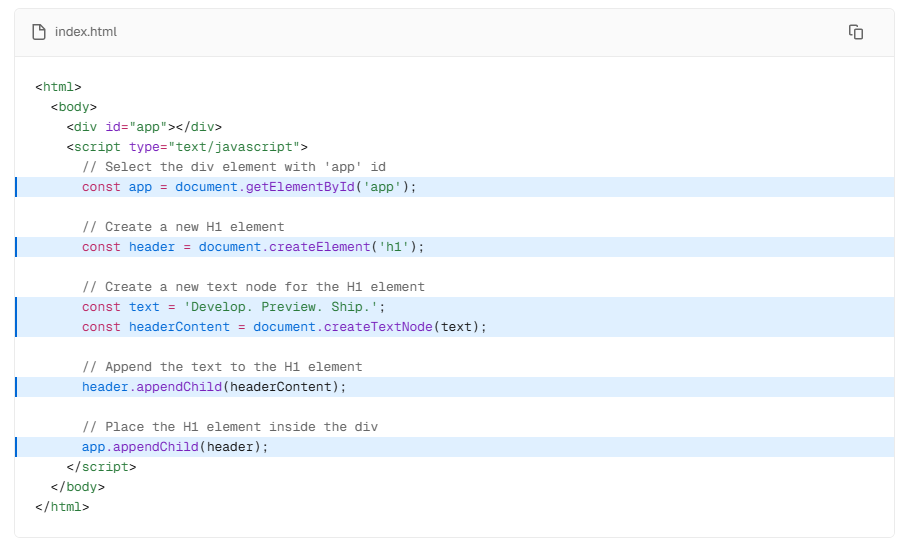 index.html
<html>
  <body>
    <div id="app"></div>
    <script type="text/javascript">
      // Select the div element with 'app' id
      const app = document.getElementById('app');

      // Create a new H1 element
      const header = document.createElement('h1');

      // Create a new text node for the H1 element
      const text = 'Develop. Preview. Ship.';
      const headerContent = document.createTextNode(text);

      // Append the text to the H1 element
      header.appendChild(headerContent);

      // Place the H1 element inside the div
      app.appendChild(header);
    </script>
  </body>
</html>